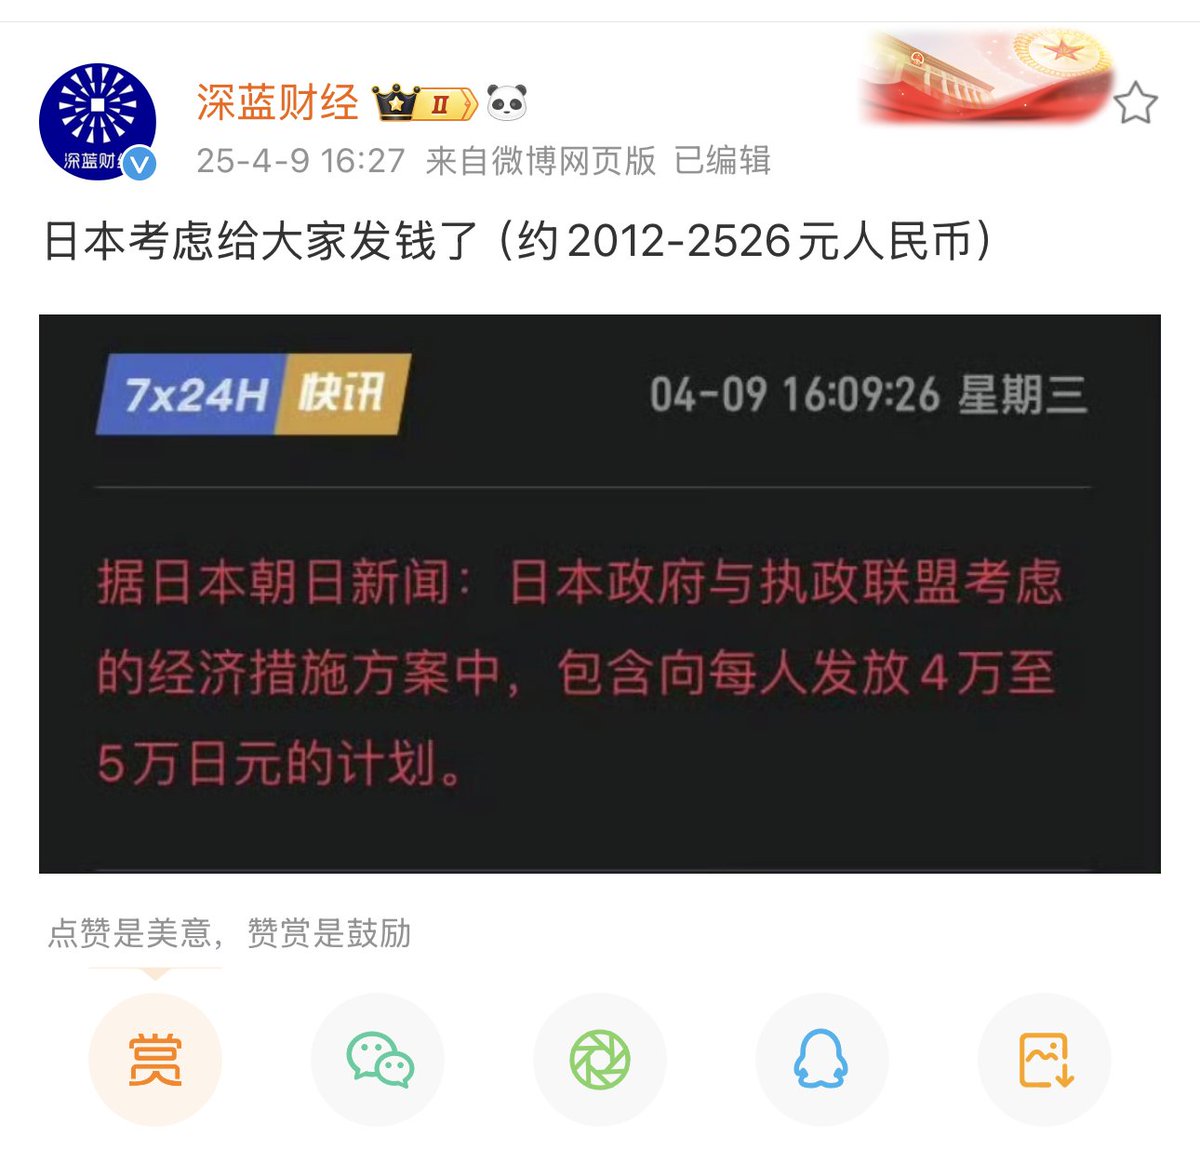 深蓝财经 II
深蓝财
25-4-9 16:27 来自微博网页版 已编辑
日本考虑给大家发钱了（约2012-2526元人民币）
7x24H 快讯 04-09 16:09:26 星期三
据日本朝日新闻：日本政府与执政联盟考虑
的经济措施方案中，包含向每人发放4万至
5万日元的计划。
点赞是美意，赞赏是鼓励
赏